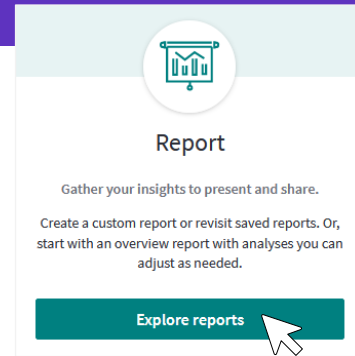 Report
Gather your insights to present and share.
Create a custom report or revisit saved reports. Or,
start with an overview report with analyses you can
adjust as needed.
Explore reports